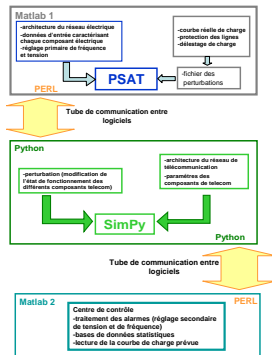 Matlab 1
-architecture du réseau électrique
-données d'entrée caractérisant
chaque composant électrique
-réglage primaire de fréquence
et tension
-courbe réelle de charge
-protection des lignes
-délestage de charge
PSAT
-fichier des
perturbations
PERL
Tube de communication entre
logiciels
Python
-perturbation (modification de
l'état de fonctionnement des
différents composants telecom)
-architecture du réseau de
télécommunication
-paramètres des
composants de telecom
SimPy
Python
Tube de communication entre
logiciels
PERL
Matlab 2
Centre de contrôle
-traitement des alarmes (réglage secondaire
de tension et de fréquence)
-bases de données statistiques
-lecture de la courbe de charge prévue